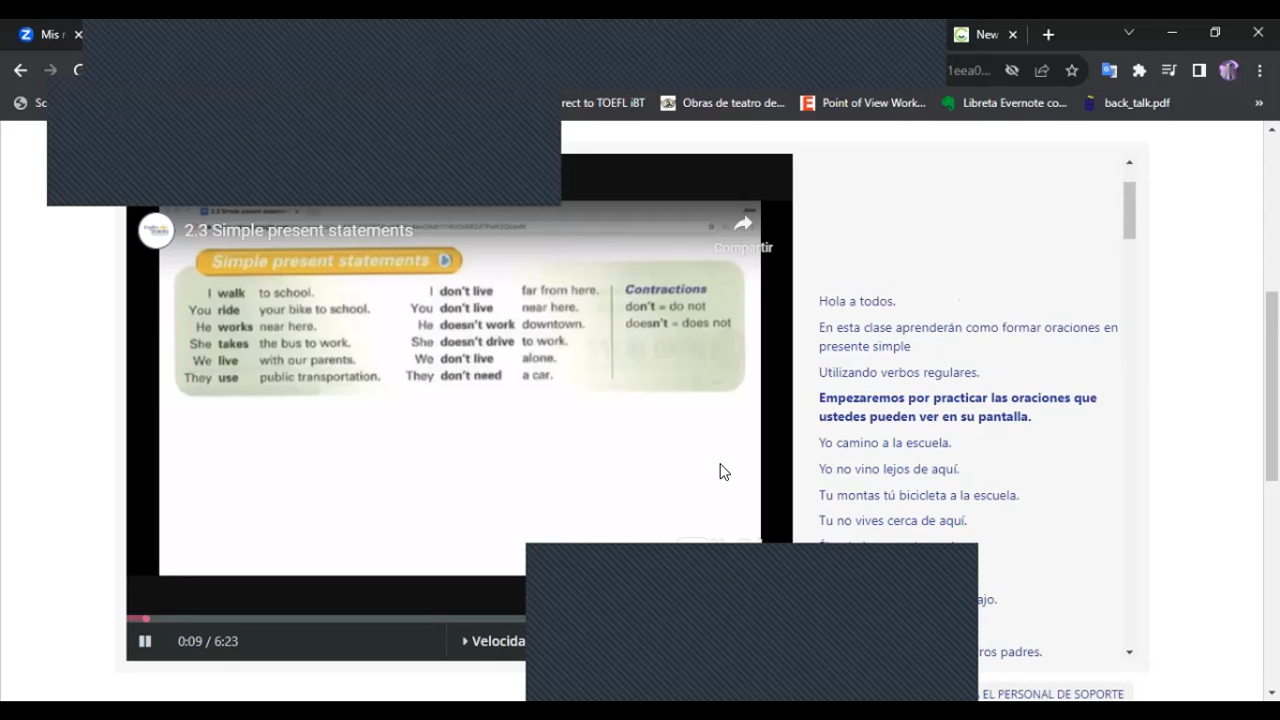 Mis
New
1eea0...
Sc
rect to TOEFL iBT
Obras de teatro de...
Point of View Work...
Libreta Evernote co...
back_talk.pdf
»
2.3 Simple present statements
Compartir
Simple present statements
I walk to school.
You ride your bike to school.
He works near here.
She takes the bus to work.
We live with our parents.
They use public transportation.
I don't live far from here.
You don't live near here.
He doesn't work downtown.
She doesn't drive to work.
We don't live alone.
They don't need a car.
Contractions
don't = do not
doesn't = does not
0:09 / 6:23
Velocida
Hola a todos.
En esta clase aprenderán como formar oraciones en
presente simple
Utilizando verbos regulares.
Empezaremos por practicar las oraciones que
ustedes pueden ver en su pantalla.
Yo camino a la escuela.
Yo no vino lejos de aquí.
Tu montas tú bicicleta a la escuela.
Tu no vives cerca de aquí.
ajo.
ros padres.
EL PERSONAL DE SOPORTE